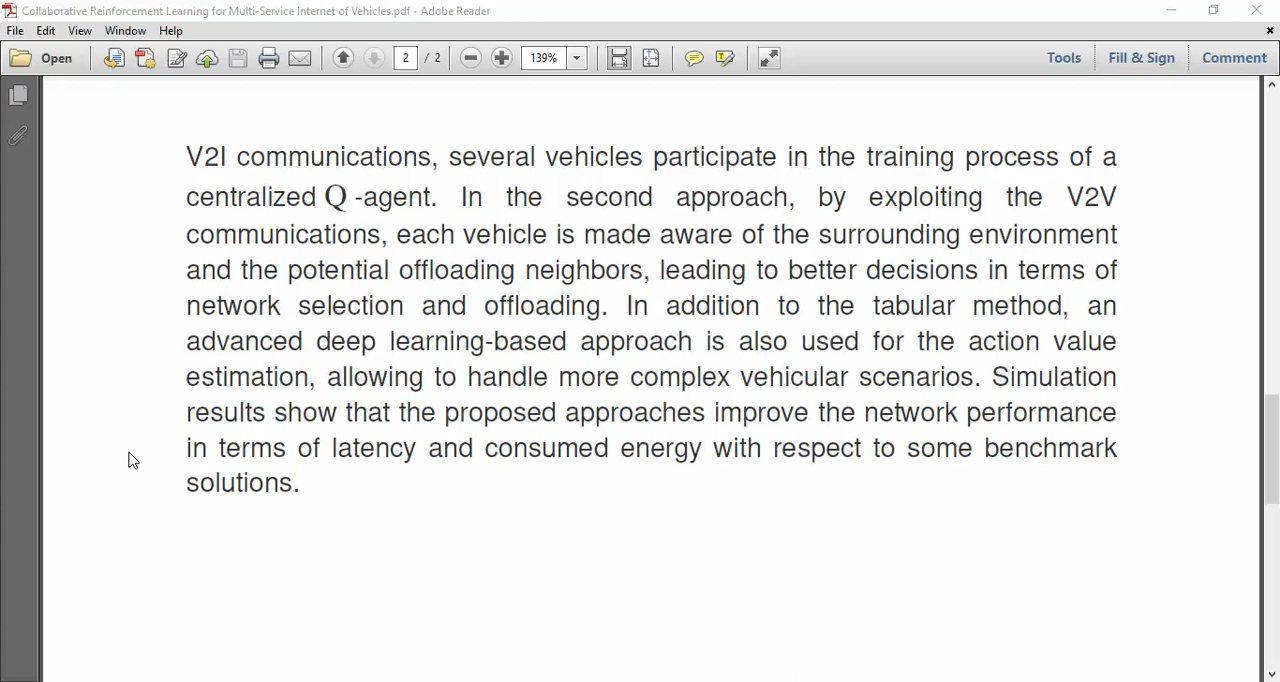 Collaborative Reinforcement Learning for Multi-Service Internet of Vehicles.pdf - Adobe Reader
File Edit View Window Help
Open 2 / 2 139% Tools Fill & Sign Comment
V2I communications, several vehicles participate in the training process of a
centralized Q -agent. In the second approach, by exploiting the V2V
communications, each vehicle is made aware of the surrounding environment
and the potential offloading neighbors, leading to better decisions in terms of
network selection and offloading. In addition to the tabular method, an
advanced deep learning-based approach is also used for the action value
estimation, allowing to handle more complex vehicular scenarios. Simulation
results show that the proposed approaches improve the network performance
in terms of latency and consumed energy with respect to some benchmark
solutions.